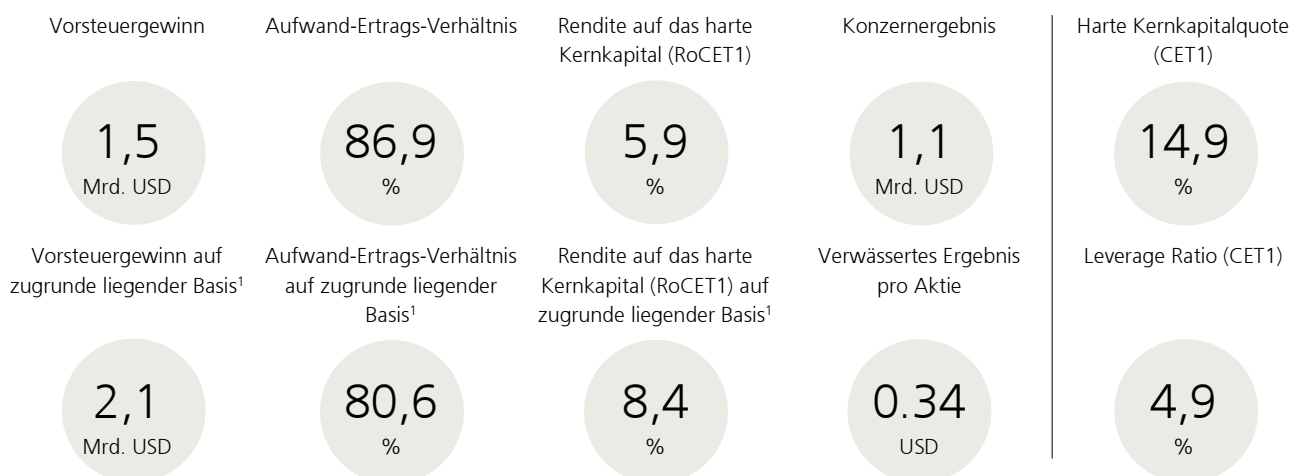 Vorsteuergewinn
1,5
Mrd. USD
Aufwand-Ertrags-Verhältnis
86,9
%
Rendite auf das harte
Kernkapital (RoCET1)
5,9
%
Konzernergebnis
1,1
Mrd. USD
Harte Kernkapitalquote
(CET1)
14,9
%
Vorsteuergewinn auf
zugrunde liegender Basis¹
2,1
Mrd. USD
Aufwand-Ertrags-Verhältnis
auf zugrunde liegender
Basis¹
80,6
%
Rendite auf das harte
Kernkapital (RoCET1) auf
zugrunde liegender Basis¹
8,4
%
Verwässertes Ergebnis
pro Aktie
0.34
USD
Leverage Ratio (CET1)
4,9
%